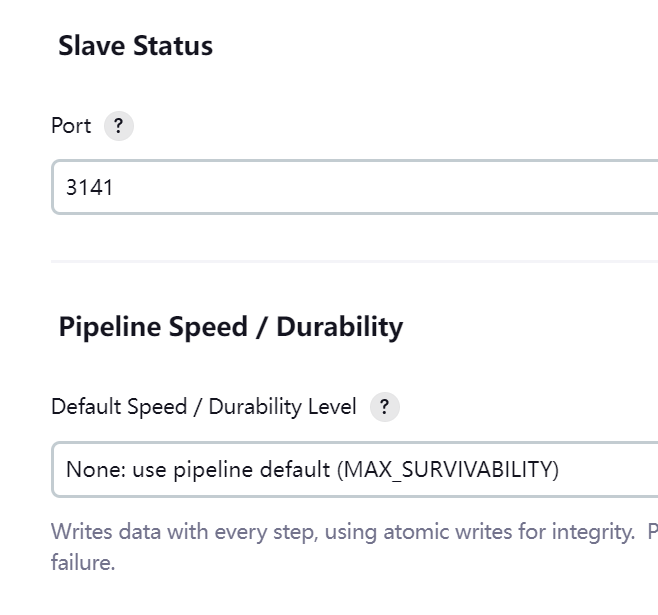 Slave Status
Port ?
3141
Pipeline Speed / Durability
Default Speed / Durability Level ?
None: use pipeline default (MAX_SURVIVABILITY)
Writes data with every step, using atomic writes for integrity. P
failure.